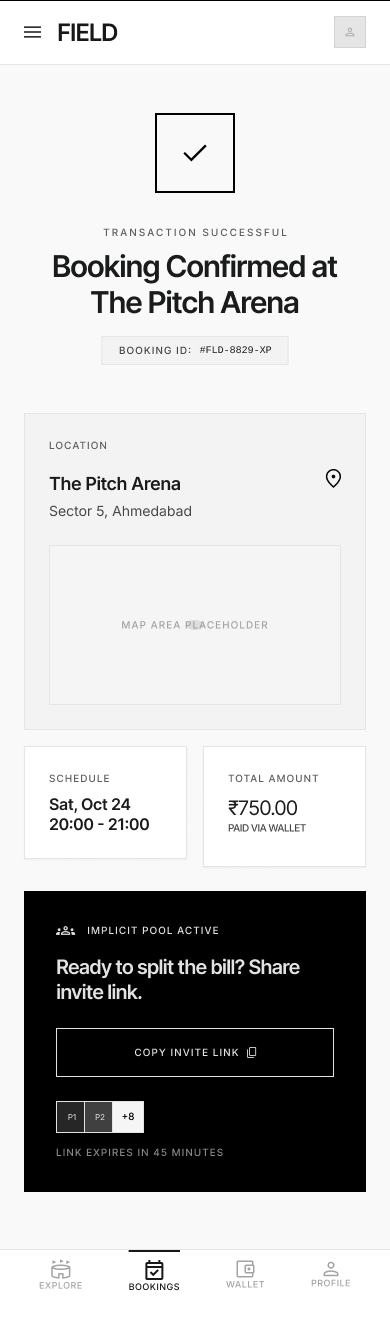 FIELD
TRANSACTION SUCCESSFUL
Booking Confirmed at
The Pitch Arena
BOOKING ID: #FLD-8829-XP
LOCATION
The Pitch Arena
Sector 5, Ahmedabad
MAP AREA PLACEHOLDER
SCHEDULE
Sat, Oct 24
20:00 - 21:00
TOTAL AMOUNT
₹750.00
PAID VIA WALLET
IMPLICIT POOL ACTIVE
Ready to split the bill? Share
invite link.
COPY INVITE LINK
P1 P2 +8
LINK EXPIRES IN 45 MINUTES
EXPLORE BOOKINGS WALLET PROFILE